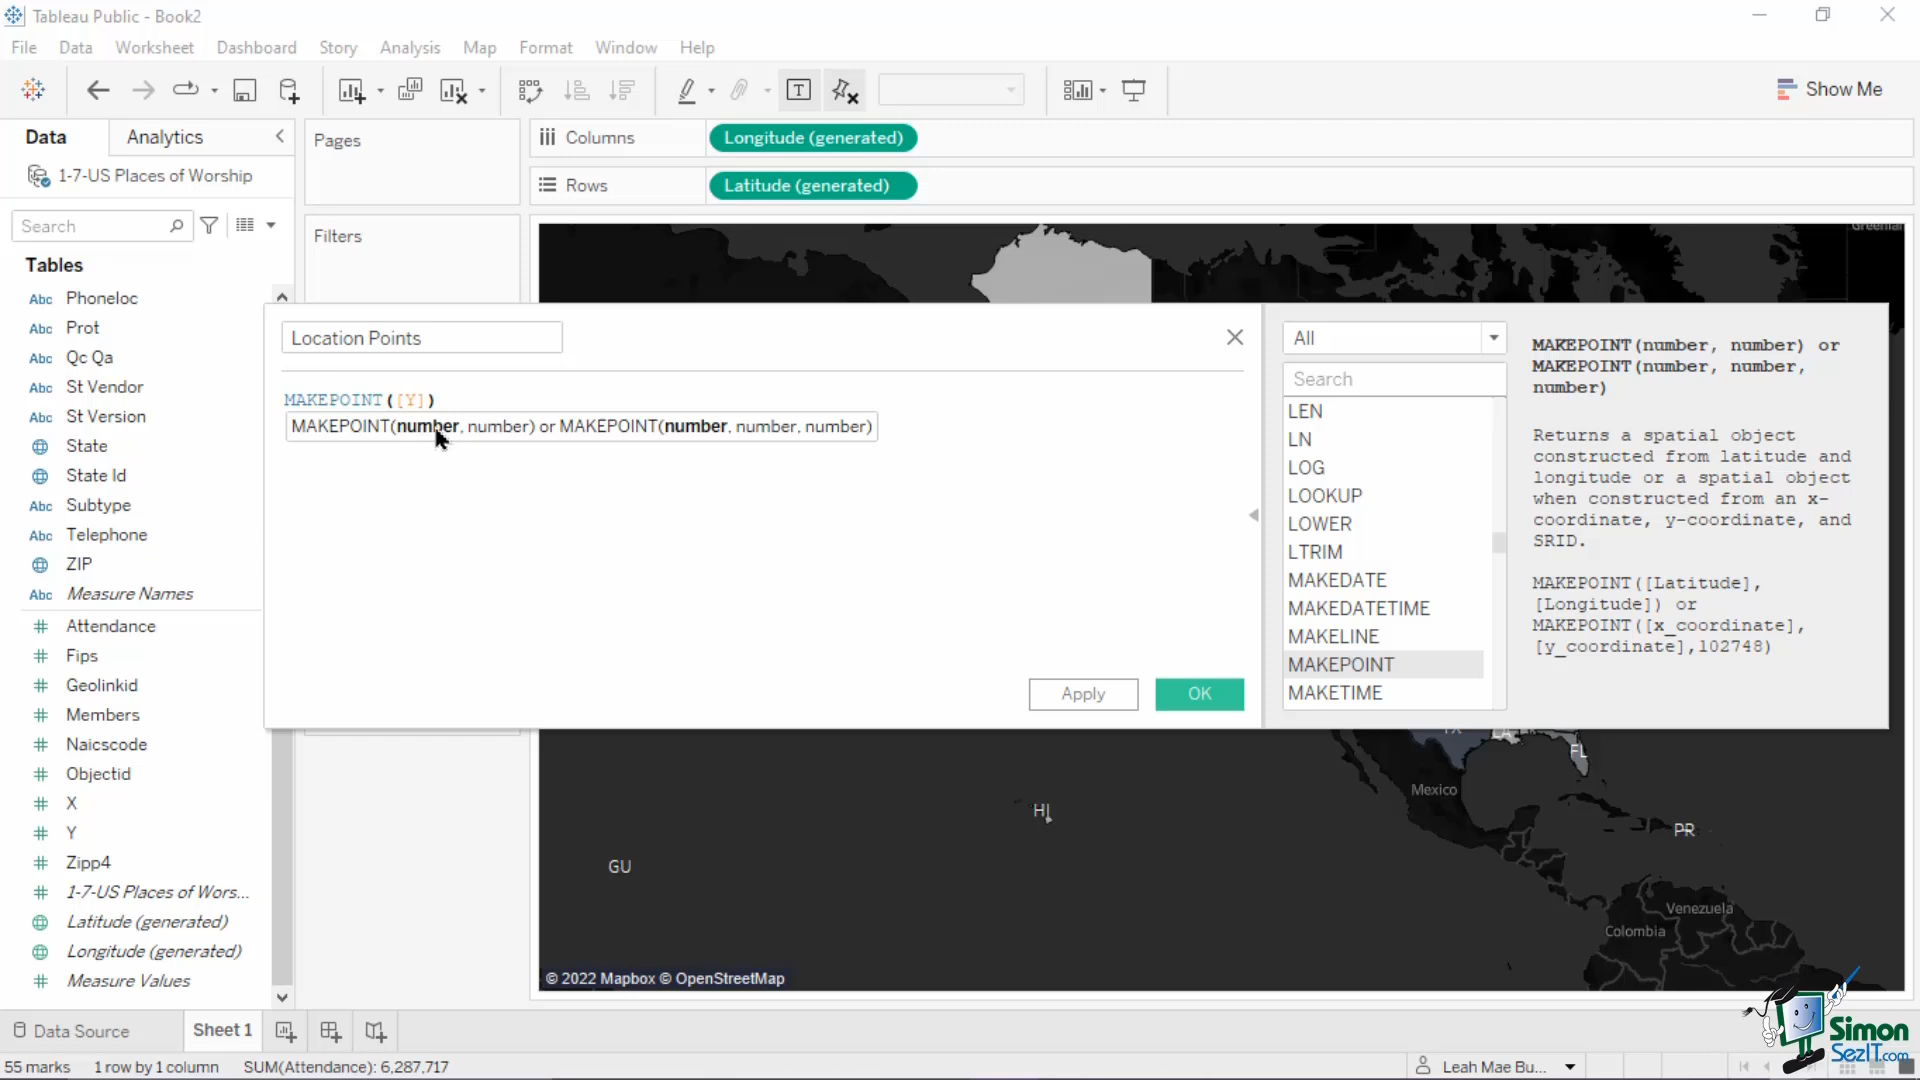 Tableau Public - Book2
File Data Worksheet Dashboard Story Analysis Map Format Window Help
Show Me
Data Analytics
Pages
Columns Longitude (generated)
1-7-US Places of Worship
Rows Latitude (generated)
Search
Filters
Tables
Abc Phoneloc
Abc Prot
Abc Qc Qa
Abc St Vendor
Abc St Version
State
State Id
Abc Subtype
Abc Telephone
ZIP
Abc Measure Names
# Attendance
# Fips
# Geolinkid
# Members
# Naicscode
# Objectid
# X
# Y
# Zipp4
# 1-7-US Places of Wors...
Latitude (generated)
Longitude (generated)
# Measure Values
Location Points
MAKEPOINT([Y])
MAKEPOINT(number, number) or MAKEPOINT(number, number, number)
Apply OK
All
Search
LEN
LN
LOG
LOOKUP
LOWER
LTRIM
MAKEDATE
MAKEDATETIME
MAKELINE
MAKEPOINT
MAKETIME
MAKEPOINT(number, number) or
MAKEPOINT(number, number,
number)
Returns a spatial object
constructed from latitude and
longitude or a spatial object
when constructed from an x-
coordinate, y-coordinate, and
SRID.
MAKEPOINT([Latitude],
[Longitude]) or
MAKEPOINT([x_coordinate],
[y_coordinate],102748)
TX LA FL
Mexico
HI
PR
GU
Venezuela
Colombia
© 2022 Mapbox © OpenStreetMap
Data Source Sheet 1
55 marks 1 row by 1 column SUM(Attendance): 6,287,717
Leah Mae Bu...
T
Simon
SezIT.com